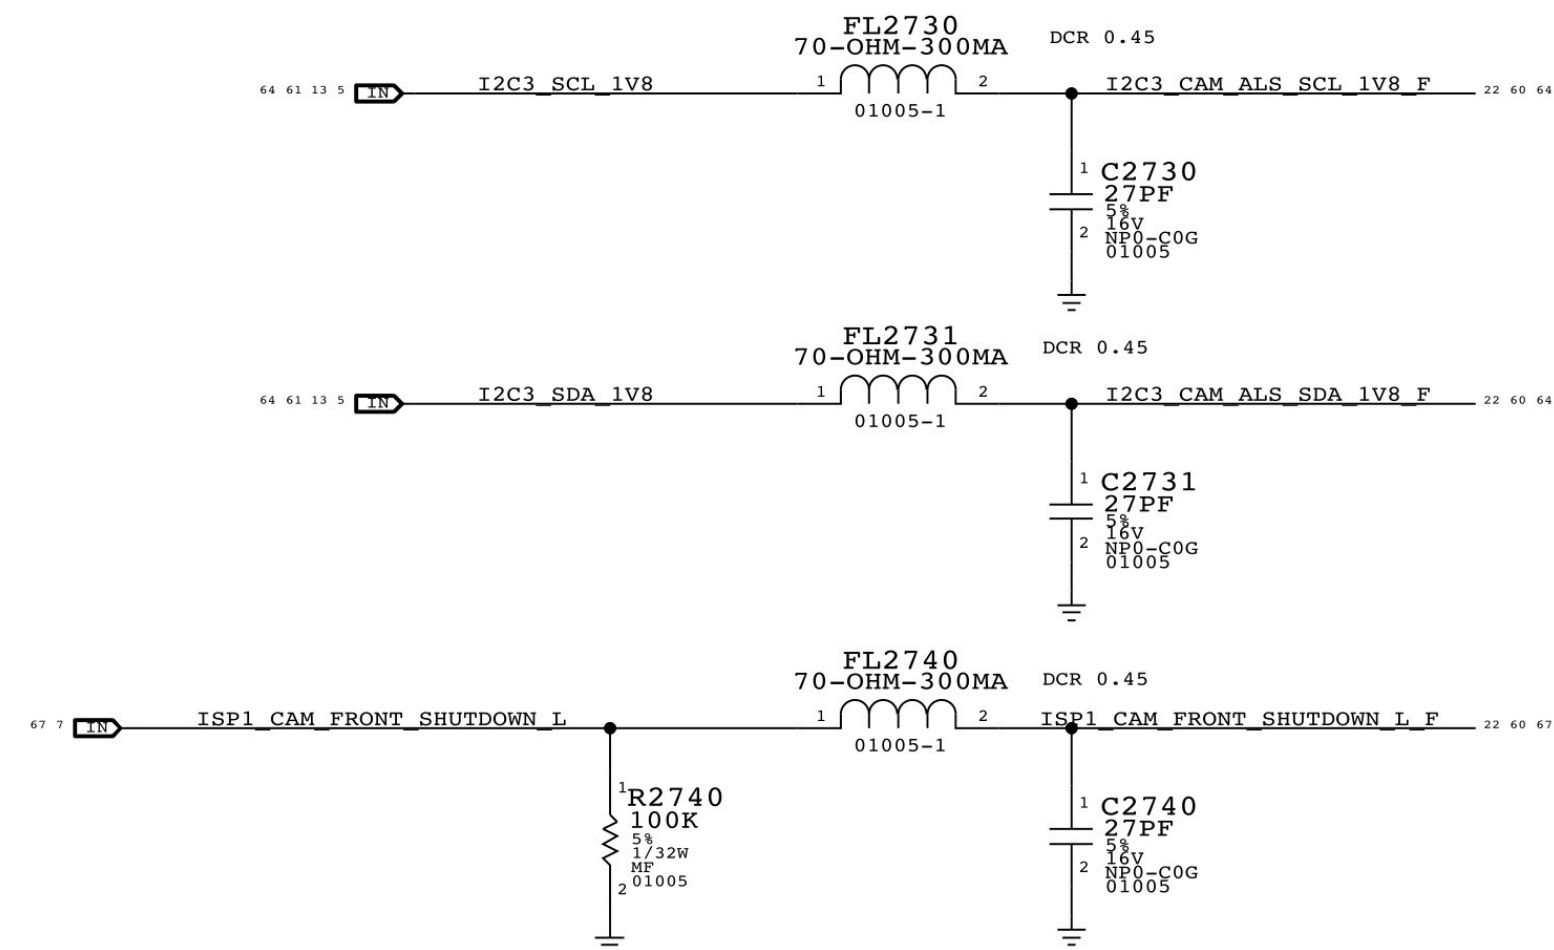 FL2730
70-OHM-300MA
DCR 0.45
64 61 13 5
IN
I2C3_SCL_1V8
1
2
I2C3_CAM_ALS_SCL_1V8_F
22 60 64
01005-1
1
C2730
27PF
5%
16V
2
NP0-C0G
01005
FL2731
70-OHM-300MA
DCR 0.45
64 61 13 5
IN
I2C3_SDA_1V8
1
2
I2C3_CAM_ALS_SDA_1V8_F
22 60 64
01005-1
1
C2731
27PF
5%
16V
2
NP0-C0G
01005
FL2740
70-OHM-300MA
DCR 0.45
67 7
IN
ISP1_CAM_FRONT_SHUTDOWN_L
1
2
ISP1_CAM_FRONT_SHUTDOWN_L_F
22 60 67
01005-1
1
R2740
100K
5%
1/32W
MF
01005
2
1
C2740
27PF
5%
16V
2
NP0-C0G
01005